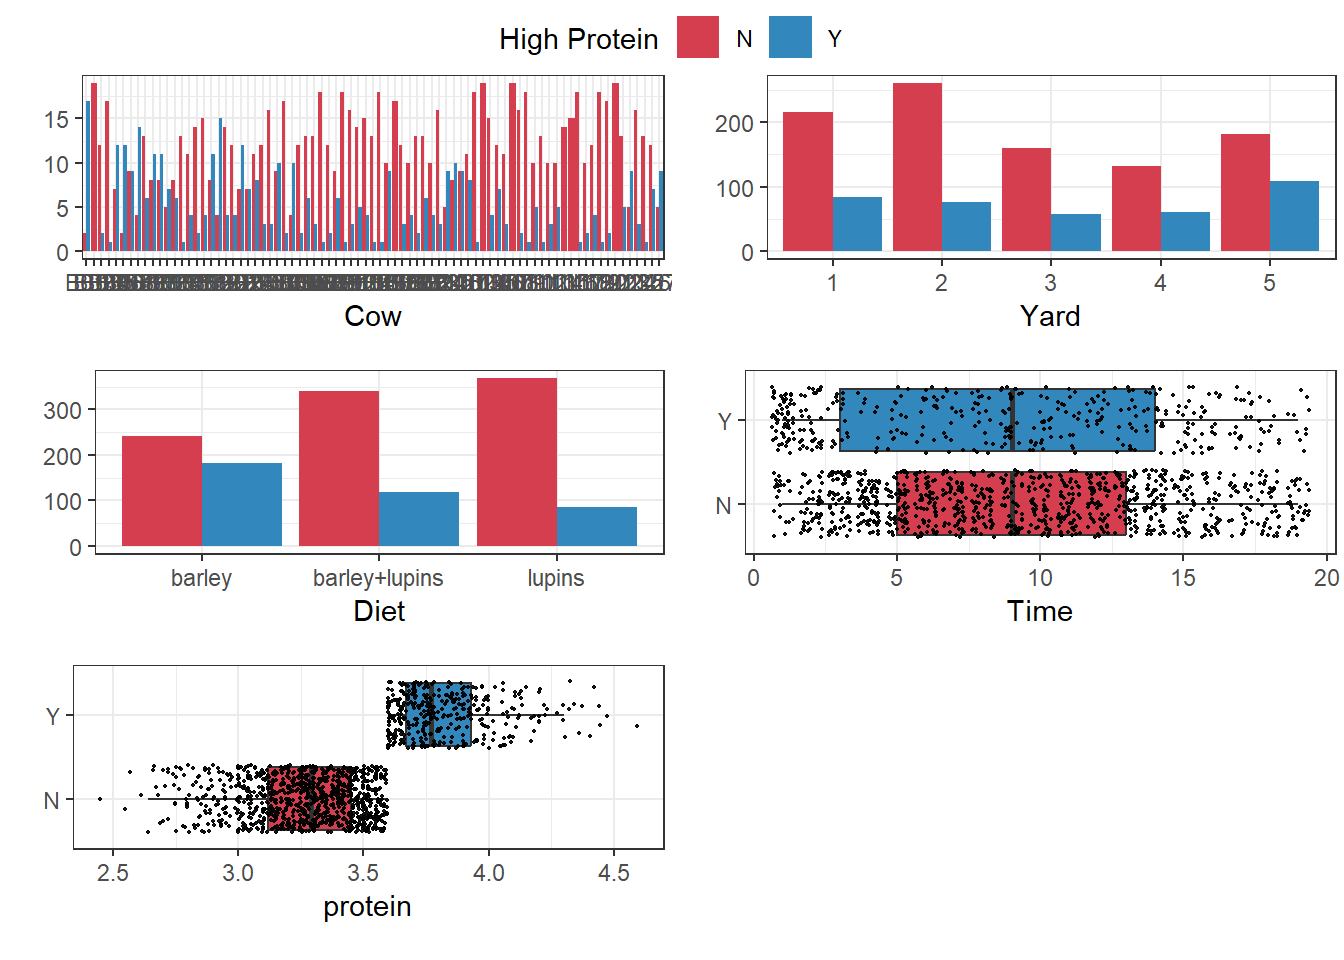 High Protein N Y
15
10
5
0
Cow
200
100
0
1 2 3 4 5
Yard
300
200
100
0
barley barley+lupins lupins
Diet
Y
N
0 5 10 15 20
Time
Y
N
2.5 3.0 3.5 4.0 4.5
protein